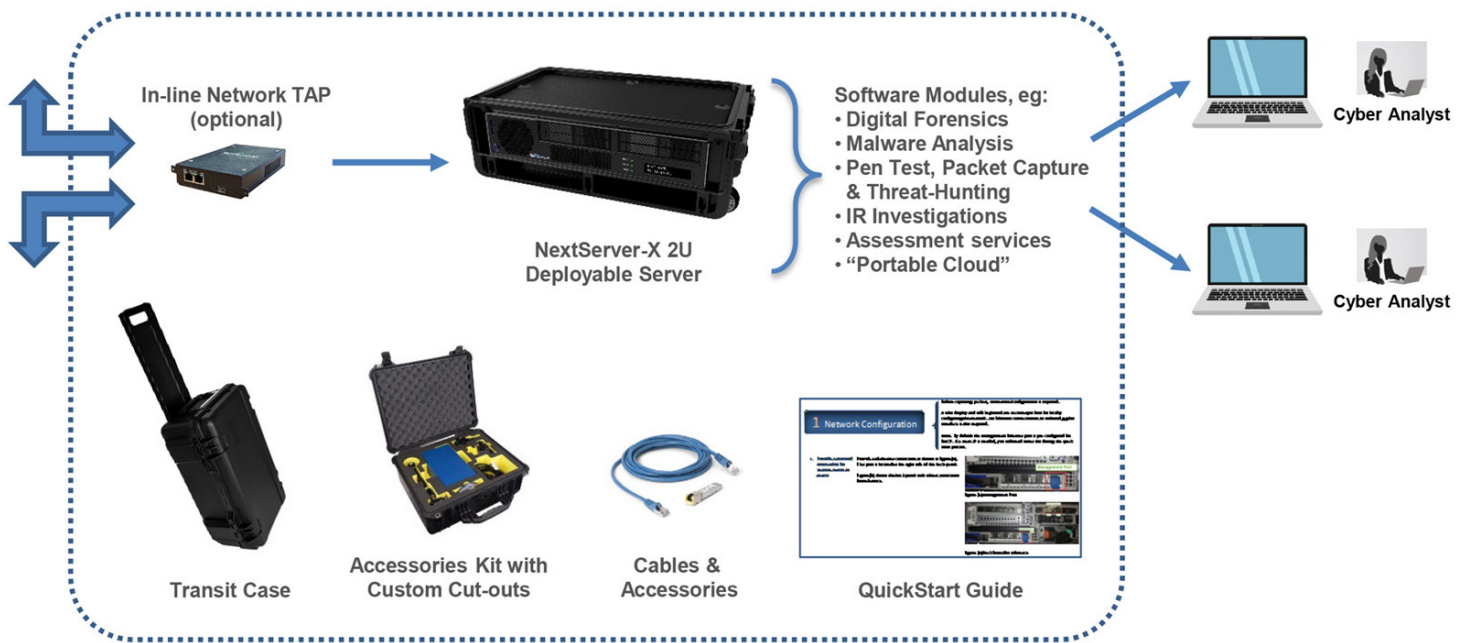 In-line Network TAP
(optional)
NextServer-X 2U
Deployable Server
Software Modules, eg:
• Digital Forensics
• Malware Analysis
• Pen Test, Packet Capture
& Threat-Hunting
• IR Investigations
• Assessment services
• “Portable Cloud”
Cyber Analyst
Cyber Analyst
Transit Case
Accessories Kit with
Custom Cut-outs
Cables &
Accessories
1 Network Configuration
Management Port
QuickStart Guide